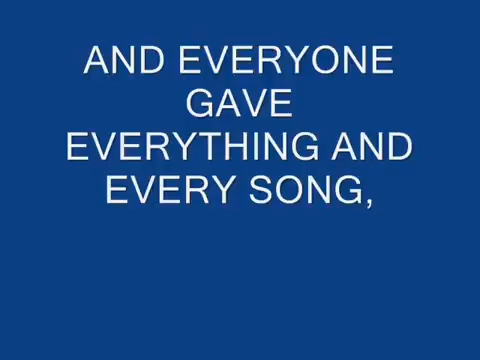 AND EVERYONE
GAVE
EVERYTHING AND
EVERY SONG,